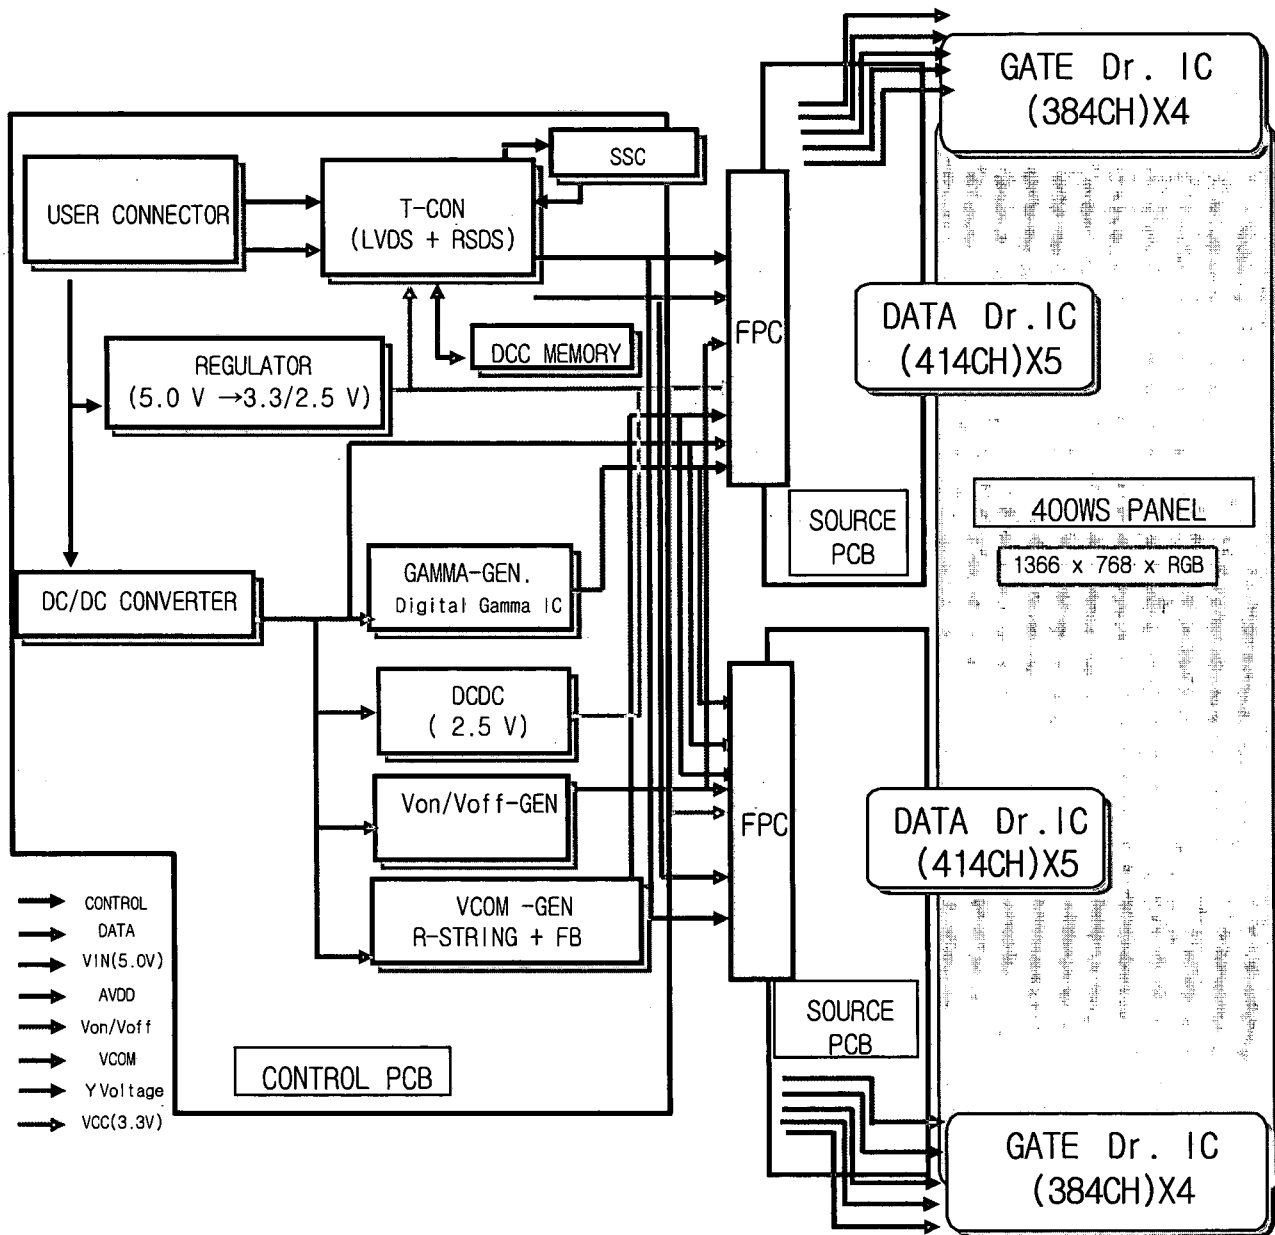 GATE Dr. IC
(384CH)X4
SSC
USER CONNECTOR
T-CON
(LVDS + RSDS)
FPC
DATA Dr.IC
(414CH)X5
REGULATOR
(5.0 V →3.3/2.5 V)
DCC MEMORY
SOURCE
PCB
400WS PANEL
1366 x 768 x RGB
DC/DC CONVERTER
GAMMA-GEN.
Digital Gamma IC
DCDC
( 2.5 V)
Von/Voff-GEN
FPC
DATA Dr.IC
(414CH)X5
VCOM -GEN
R-STRING + FB
CONTROL
DATA
VIN(5.0V)
AVDD
Von/Voff
VCOM
Y Voltage
VCC(3.3V)
SOURCE
PCB
CONTROL PCB
GATE Dr. IC
(384CH)X4